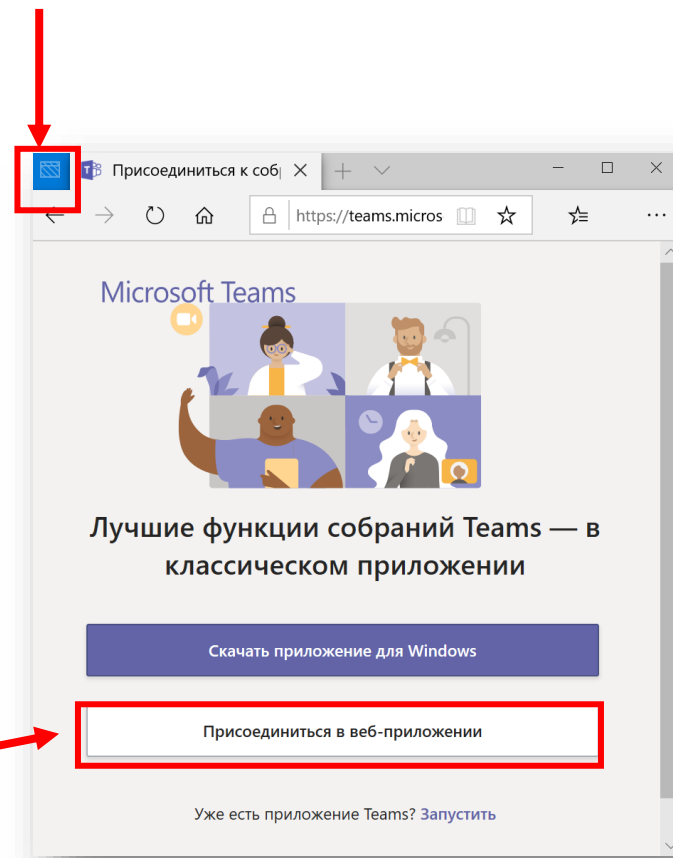 Присоединиться к соб
https://teams.micros
Microsoft Teams
Лучшие функции собраний Teams — в
классическом приложении
Скачать приложение для Windows
Присоединиться в веб-приложении
Уже есть приложение Teams? Запустить